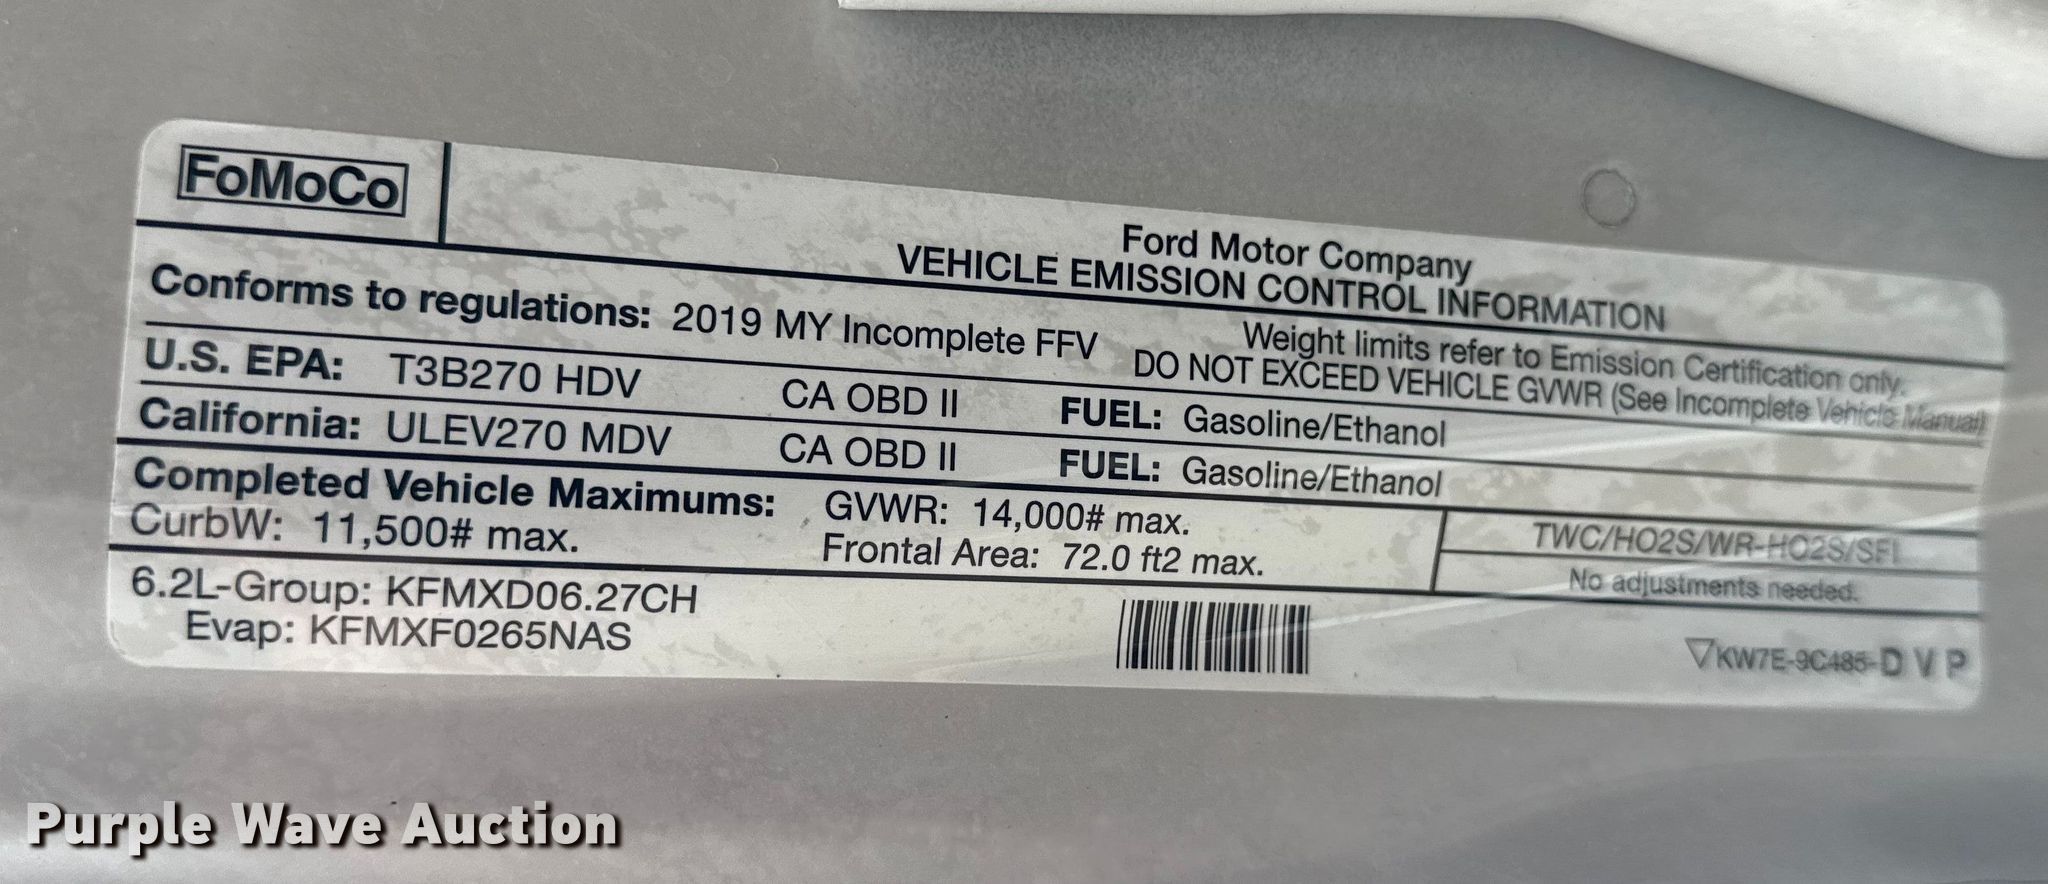 FoMoCo
Ford Motor Company
VEHICLE EMISSION CONTROL INFORMATION
Conforms to regulations: 2019 MY Incomplete FFV
Weight limits refer to Emission Certification only.
DO NOT EXCEED VEHICLE GVWR (See Incomplete Vehicle Manual)
U.S. EPA: T3B270 HDV CA OBD II FUEL: Gasoline/Ethanol
California: ULEV270 MDV CA OBD II FUEL: Gasoline/Ethanol
Completed Vehicle Maximums: GVWR: 14,000# max.
CurbW: 11,500# max. Frontal Area: 72.0 ft2 max.
TWC/HO2S/WR-HO2S/SFI
No adjustments needed.
6.2L-Group: KFMXD06.27CH
Evap: KFMXF0265NAS
▽KW7E-9C485-D V P
Purple Wave Auction